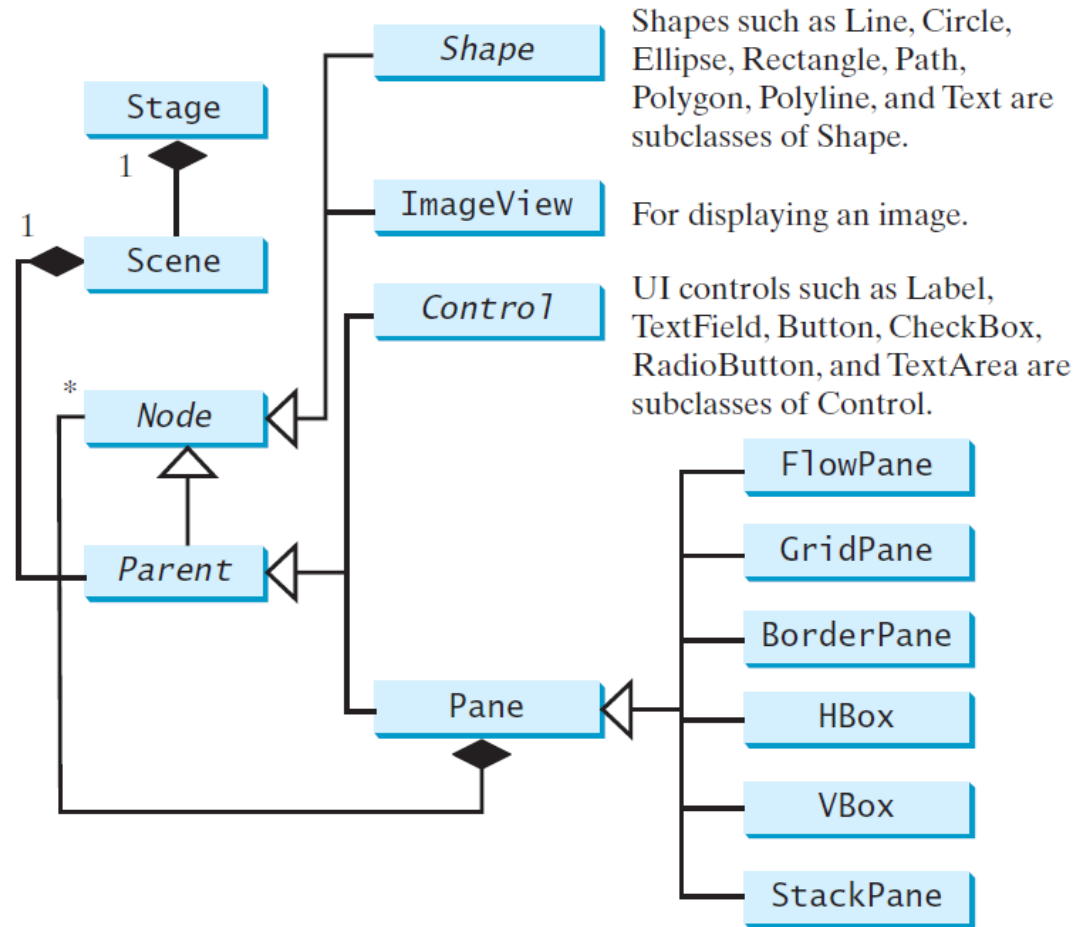 Shape
Shapes such as Line, Circle,
Ellipse, Rectangle, Path,
Polygon, Polyline, and Text are
subclasses of Shape.
Stage
1
ImageView
For displaying an image.
1
Scene
Control
UI controls such as Label,
TextField, Button, CheckBox,
RadioButton, and TextArea are
subclasses of Control.
*
Node
FlowPane
GridPane
Parent
BorderPane
Pane
HBox
VBox
StackPane